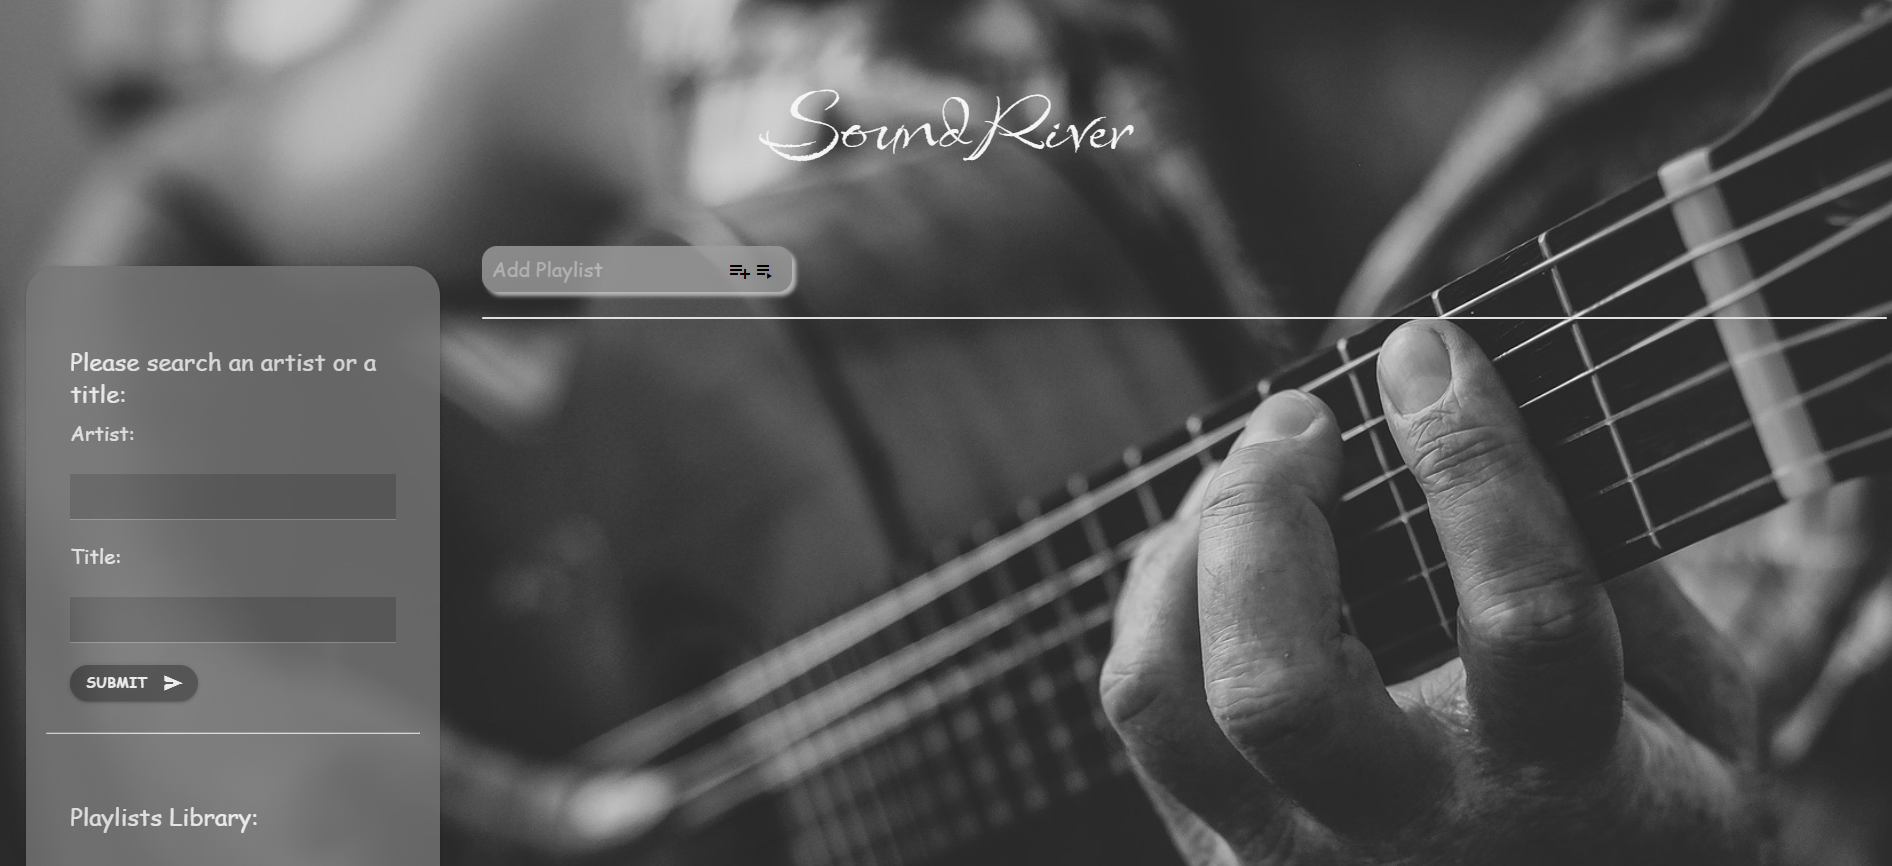 SoundRiver
Add Playlist
Please search an artist or a
title:
Artist:
Title:
SUBMIT
Playlists Library: